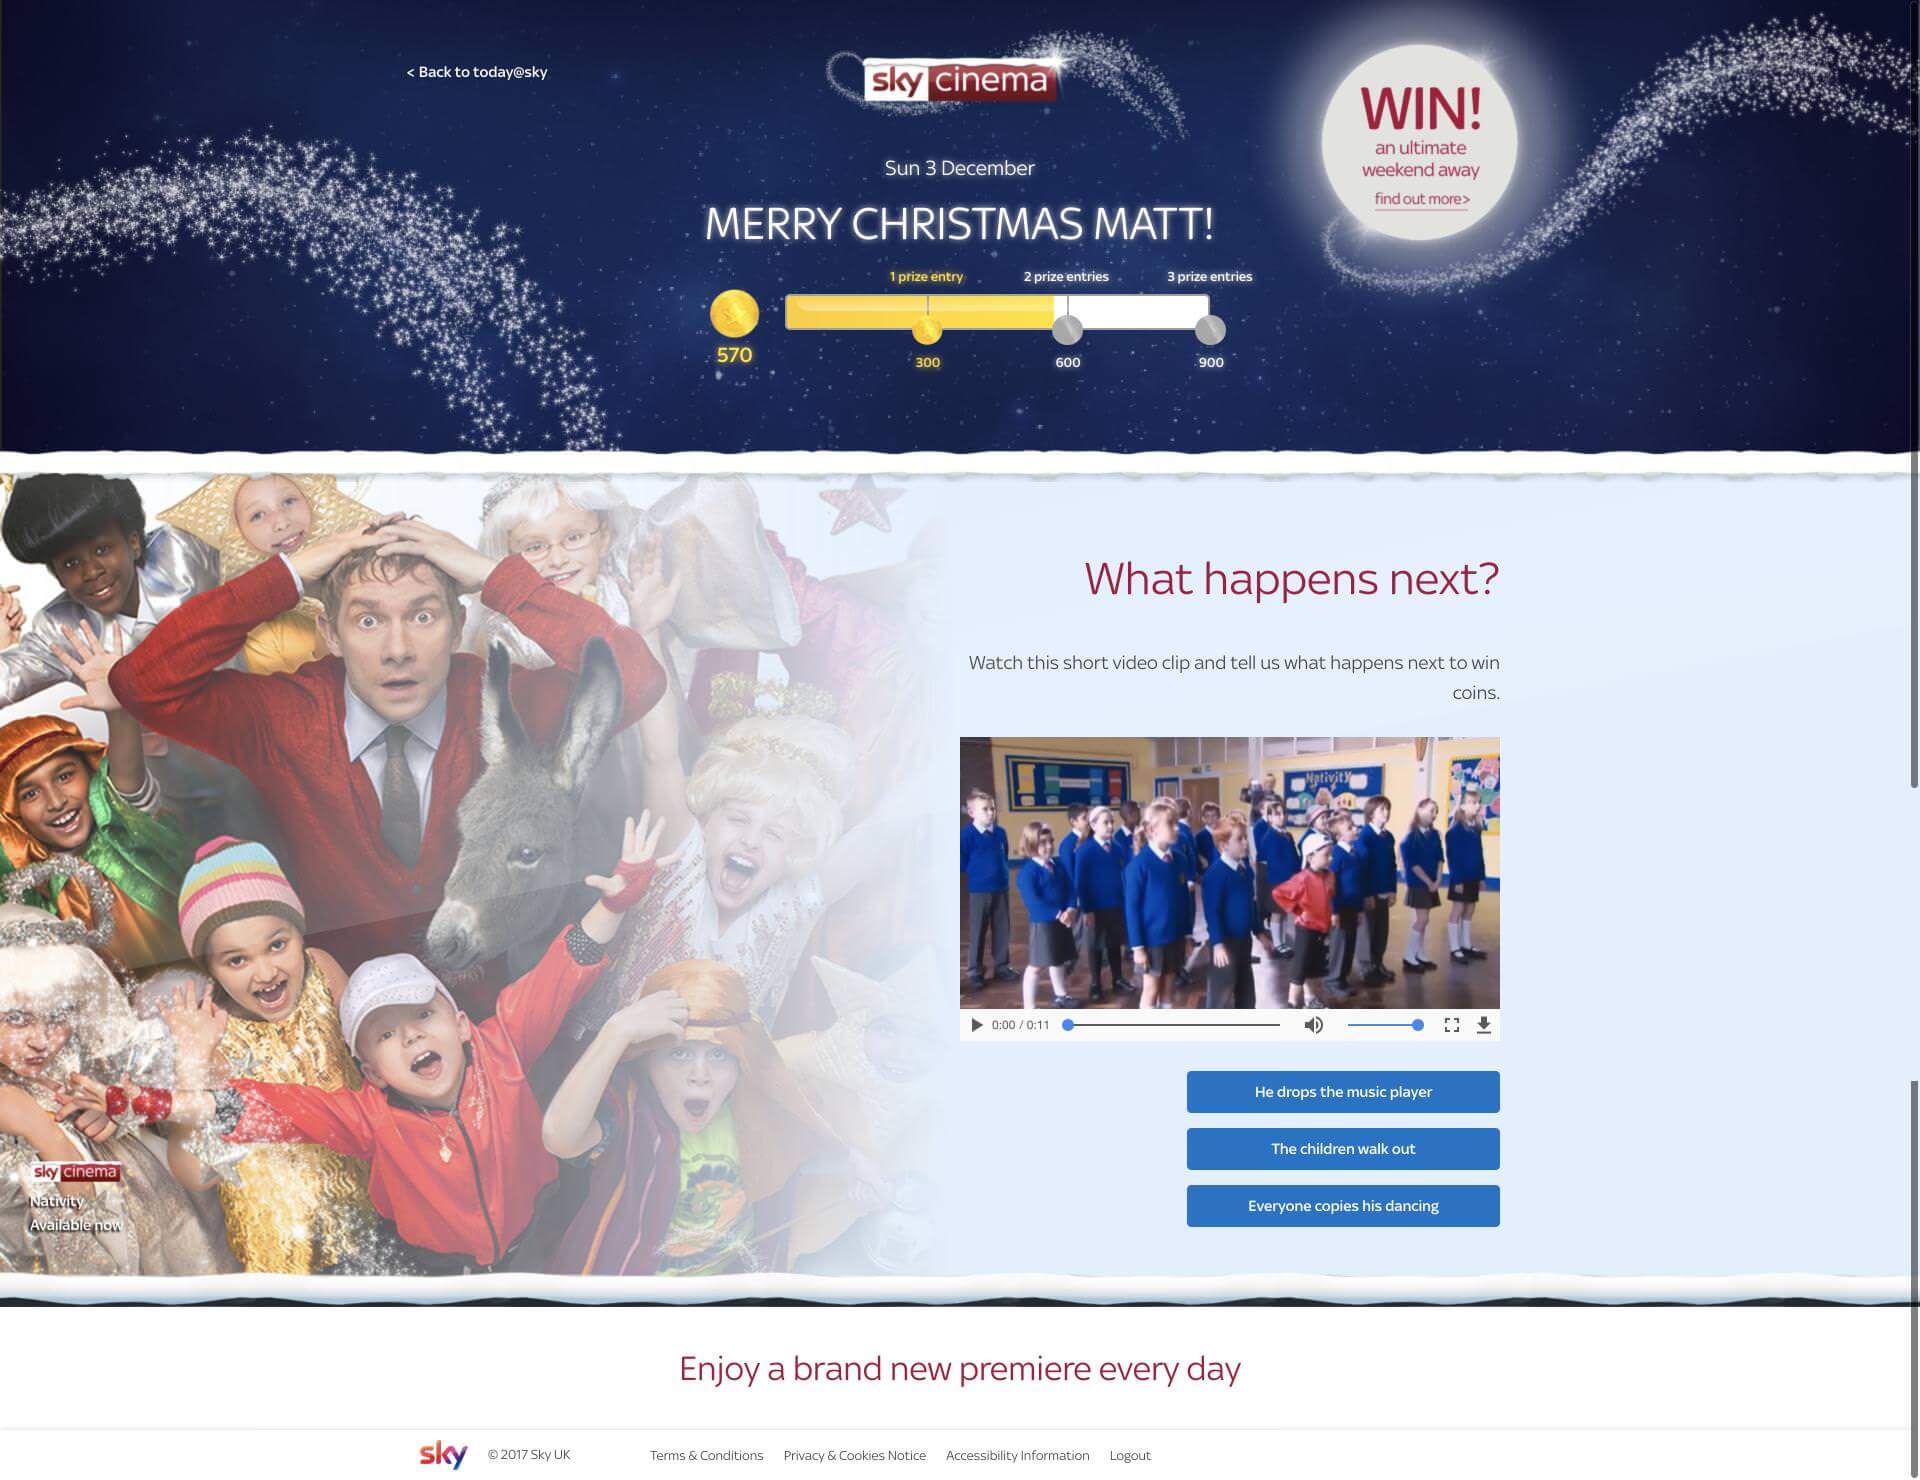 < Back to today@sky
sky cinema
WIN!
an ultimate
weekend away
find out more>
Sun 3 December
MERRY CHRISTMAS MATT!
1 prize entry
2 prize entries
3 prize entries
570
300
600
900
What happens next?
Watch this short video clip and tell us what happens next to win
coins.
Nativity
0:00 / 0:11
He drops the music player
The children walk out
Everyone copies his dancing
sky cinema
Nativity
Available now
Enjoy a brand new premiere every day
sky
© 2017 Sky UK
Terms & Conditions
Privacy & Cookies Notice
Accessibility Information
Logout